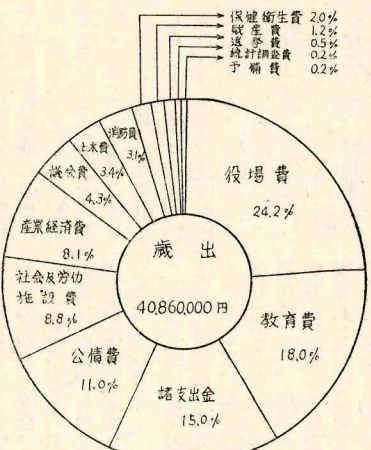 保健衛生費 2.0%
財産費 1.2%
選挙費 0.5%
統計調査費 0.2%
予備費 0.2%
役場費
24.2%
教育費
18.0%
諸支出金
15.0%
公債費
11.0%
社会及労仂
施設費
8.8%
産業経済費
8.1%
議会費
4.3%
土木費
3.4%
消防費
3.1%
歳出
40,860,000円